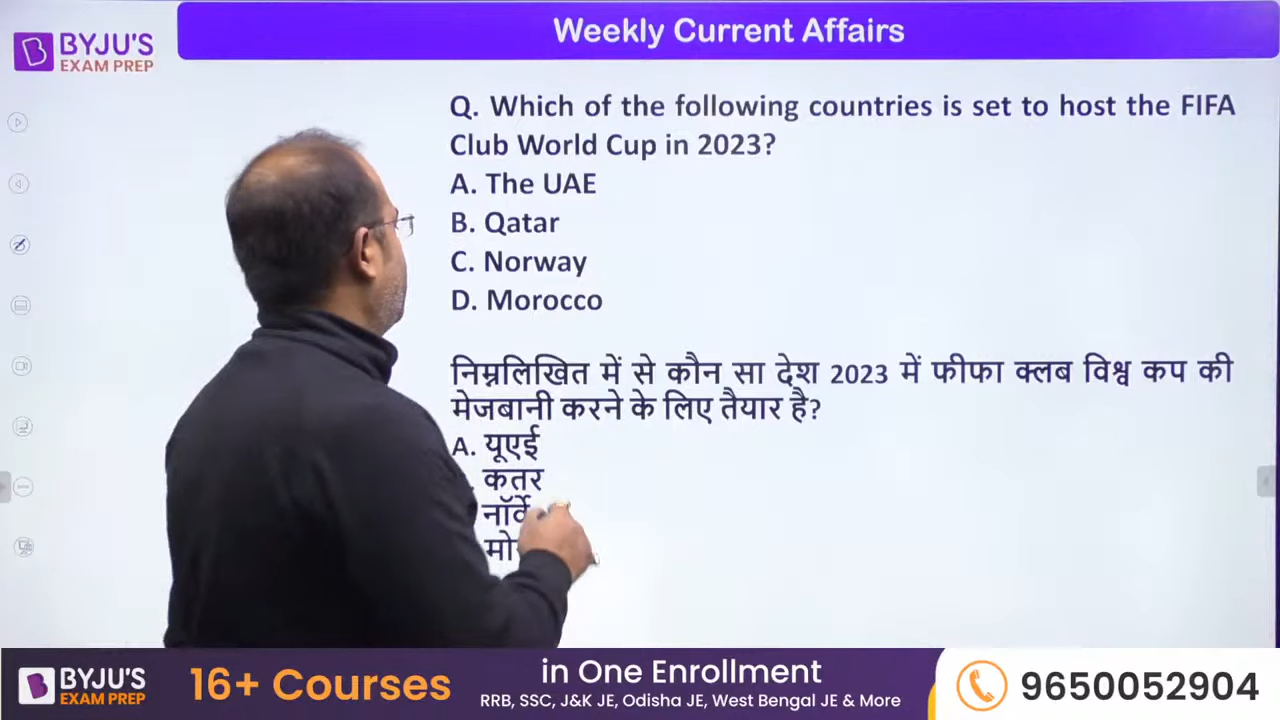 Weekly Current Affairs
BYJU'S
EXAM PREP
Q. Which of the following countries is set to host the FIFA
Club World Cup in 2023?
A. The UAE
B. Qatar
C. Norway
D. Morocco
निम्नलिखित में से कौन सा देश 2023 में फीफा क्लब विश्व कप की
मेजबानी करने के लिए तैयार है?
A. यूएई
कतर
BYJU'S
EXAM PREP
16+ Courses
in One Enrollment
RRB, SSC, J&K JE, Odisha JE, West Bengal JE & More
9650052904